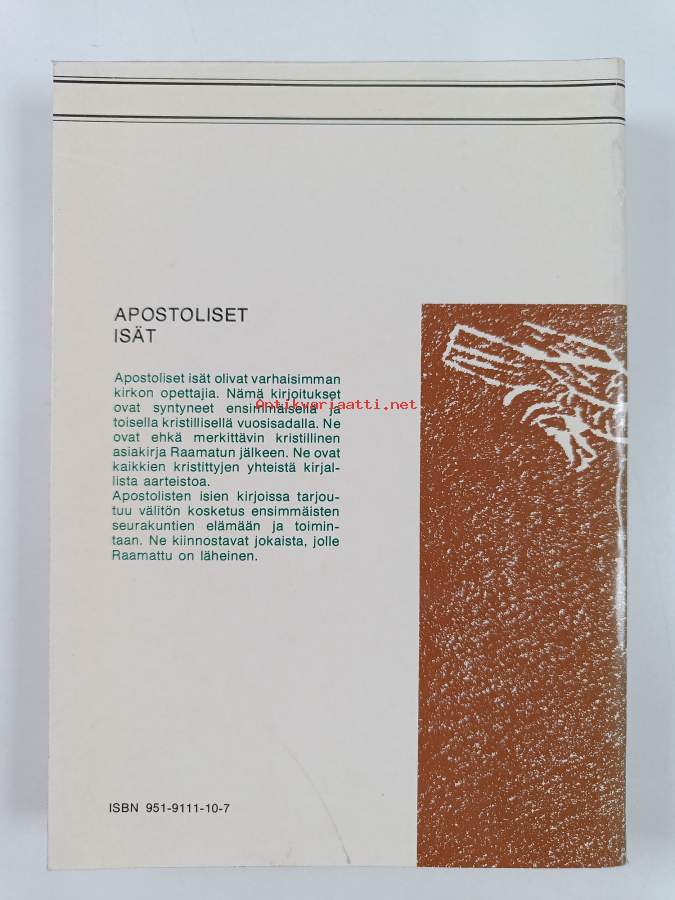 APOSTOLISET
ISÄT
Apostoliset isät olivat varhaisimman
kirkon opettajia. Nämä kirjoitukset
ovat syntyneet ensimmäisellä ja
toisella kristillisellä vuosisadalla. Ne
ovat ehkä merkittävin kristillinen
asiakirja Raamatun jälkeen. Ne ovat
kaikkien kristittyjen yhteistä kirjal-
lista aarteistoa.
Apostolisten isien kirjoissa tarjou-
tuu välitön kosketus ensimmäisten
seurakuntien elämään ja toimin-
taan. Ne kiinnostavat jokaista, jolle
Raamattu on läheinen.
Antikvariaatti.net
ISBN 951-9111-10-7